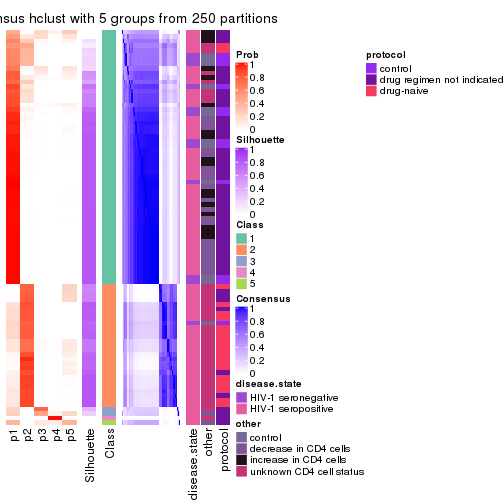 sus hclust with 5 groups from 250 partitions
Prob
1
0.8
0.6
0.4
0.2
0
Silhouette
1
0.8
0.6
0.4
0.2
0
Class
1
2
3
4
5
Consensus
1
0.8
0.6
0.4
0.2
0
disease.state
HIV-1 seronegative
HIV-1 seropositive
other
control
decrease in CD4 cells
increase in CD4 cells
unknown CD4 cell status
protocol
control
drug regimen not indicated
drug-naive
p1
p2
p3
p4
p5
Silhouette
Class
disease.state
other
protocol